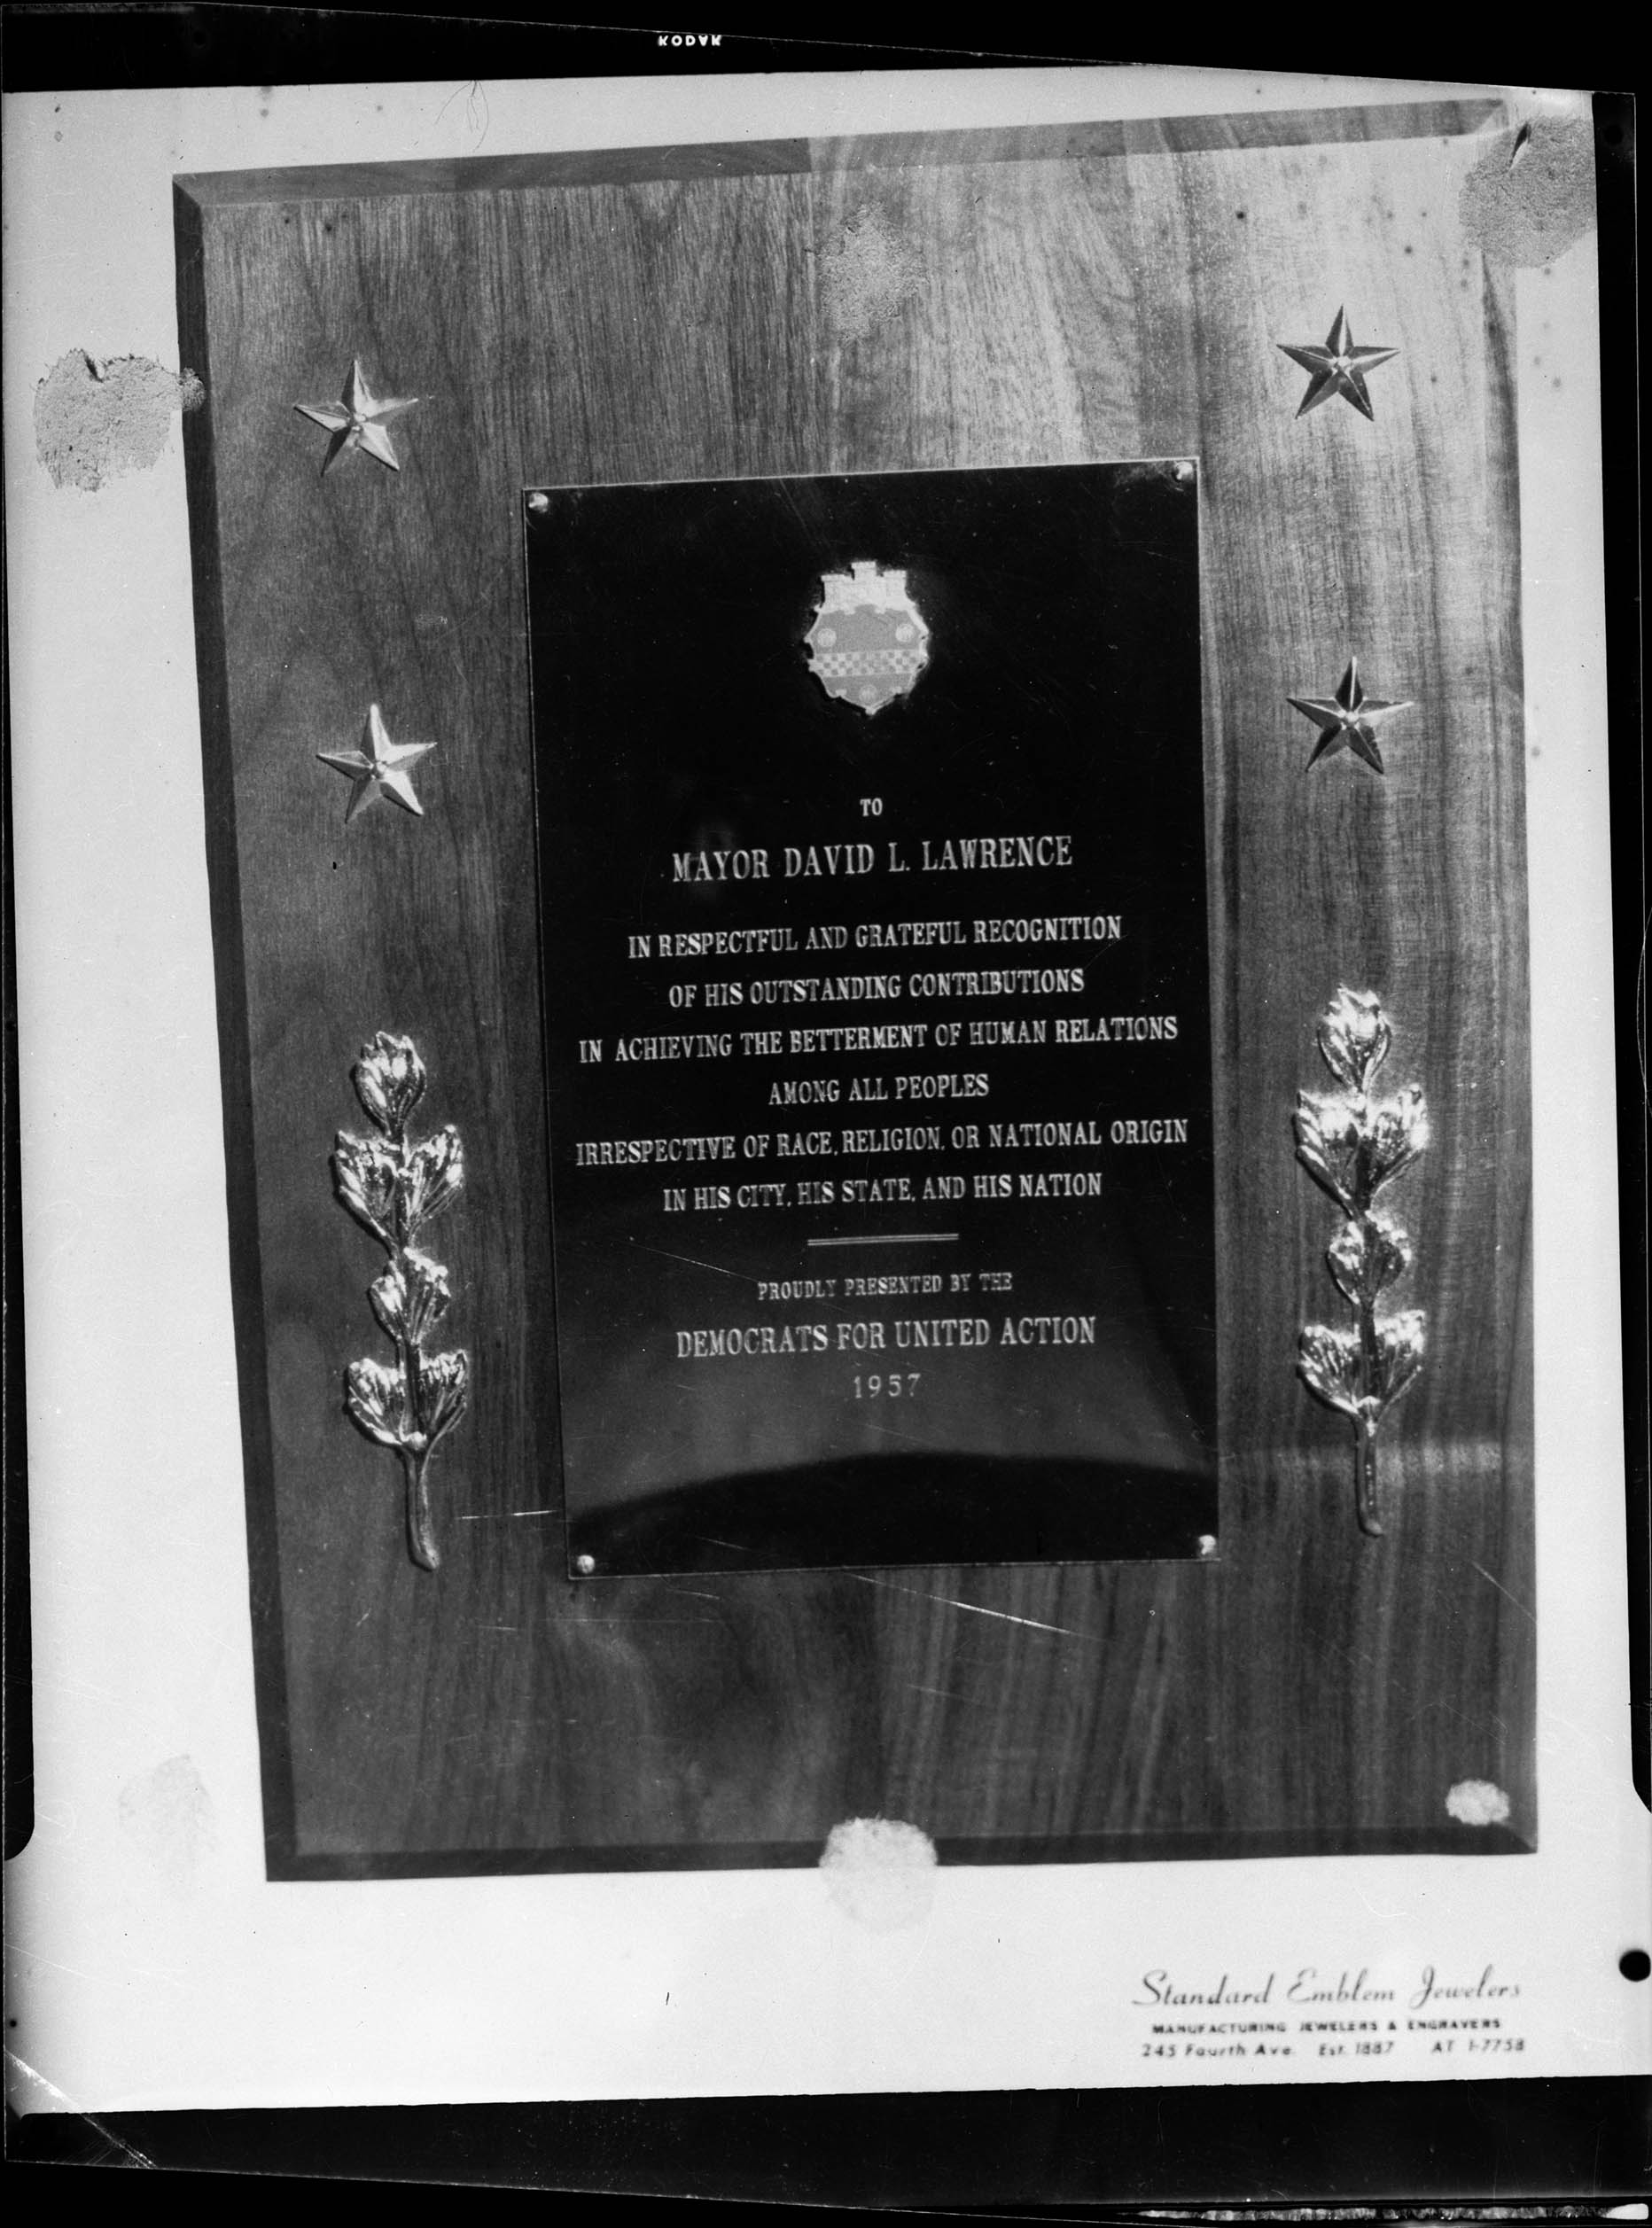 KODAK
TO
MAYOR DAVID L. LAWRENCE
IN RESPECTFUL AND GRATEFUL RECOGNITION
OF HIS OUTSTANDING CONTRIBUTIONS
IN ACHIEVING THE BETTERMENT OF HUMAN RELATIONS
AMONG ALL PEOPLES
IRRESPECTIVE OF RACE, RELIGION, OR NATIONAL ORIGIN
IN HIS CITY, HIS STATE, AND HIS NATION
PROUDLY PRESENTED BY THE
DEMOCRATS FOR UNITED ACTION
1957
Standard Emblem Jewelers
MANUFACTURING JEWELERS & ENGRAVERS
245 Fourth Ave. Est. 1887 AT 1-7758